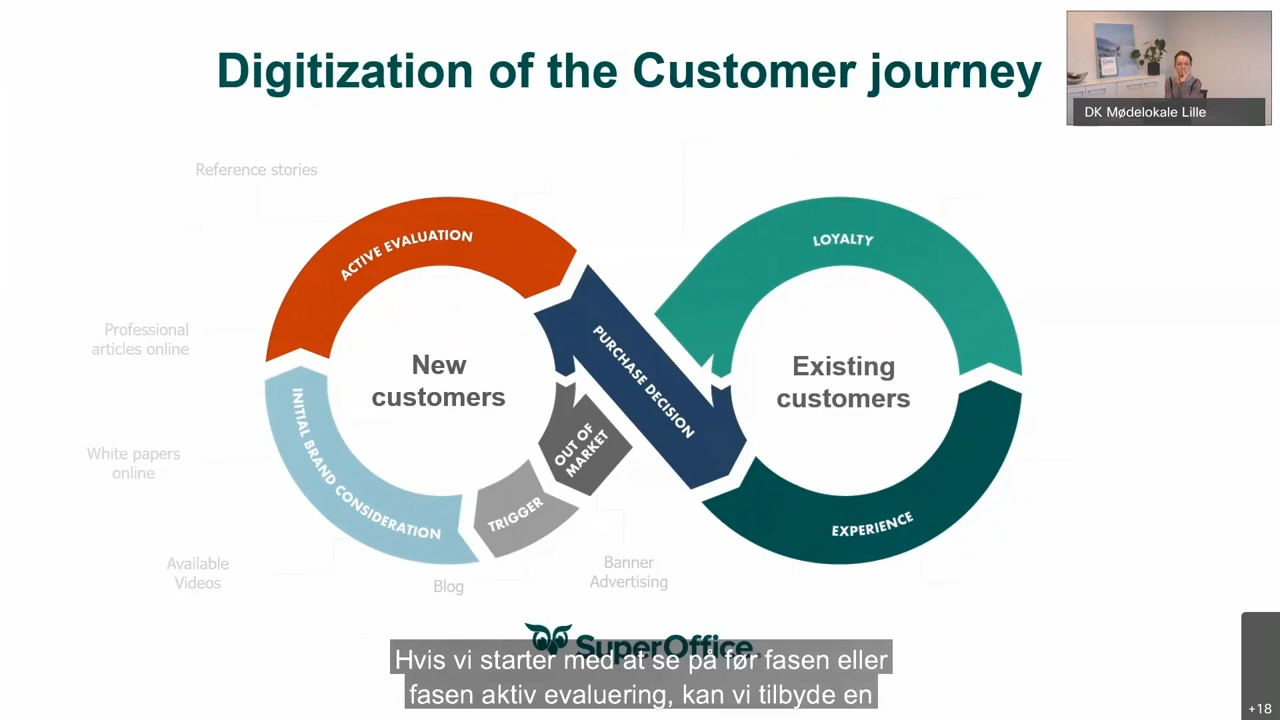 Digitization of the Customer journey
DK Mødelokale Lille
Reference stories
ACTIVE EVALUATION
LOYALTY
Professional
articles online
PURCHASE DECISION
New
customers
Existing
customers
INITIAL BRAND CONSIDERATION
OUT OF
MARKET
White papers
online
TRIGGER
EXPERIENCE
Available
Videos
Blog
Banner
Advertising
SuperOffice
Hvis vi starter med at se på før fasen eller
fasen aktiv evaluering, kan vi tilbyde en
+18